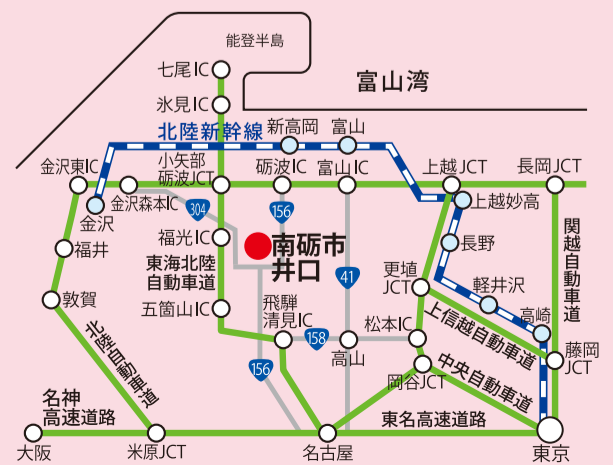 能登半島
七尾IC
富山湾
氷見IC
北陸新幹線
新高岡
富山
小矢部
砺波JCT
金沢東IC
砺波IC
富山IC
上越JCT
長岡JCT
金沢森本IC
金沢
304
156
上越妙高
福光IC
南砺市
井口
福井
長野
関越自動車道
東海北陸
自動車道
41
更埴
JCT
敦賀
五箇山IC
飛騨
清見IC
軽井沢
上信越自動車道
高崎
北陸自動車道
158
松本IC
高山
藤岡
JCT
156
岡谷JCT
中央自動車道
名神
高速道路
東名高速道路
大阪
米原JCT
名古屋
東京